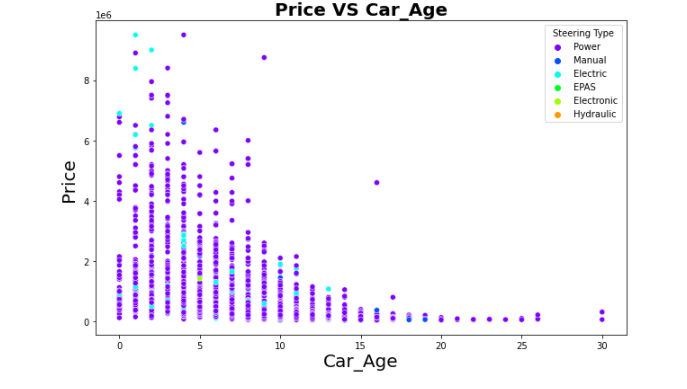 Price VS Car_Age
1e6
Steering Type
Power
Manual
Electric
EPAS
Electronic
Hydraulic
8
6
4
2
0
Price
0 5 10 15 20 25 30
Car_Age